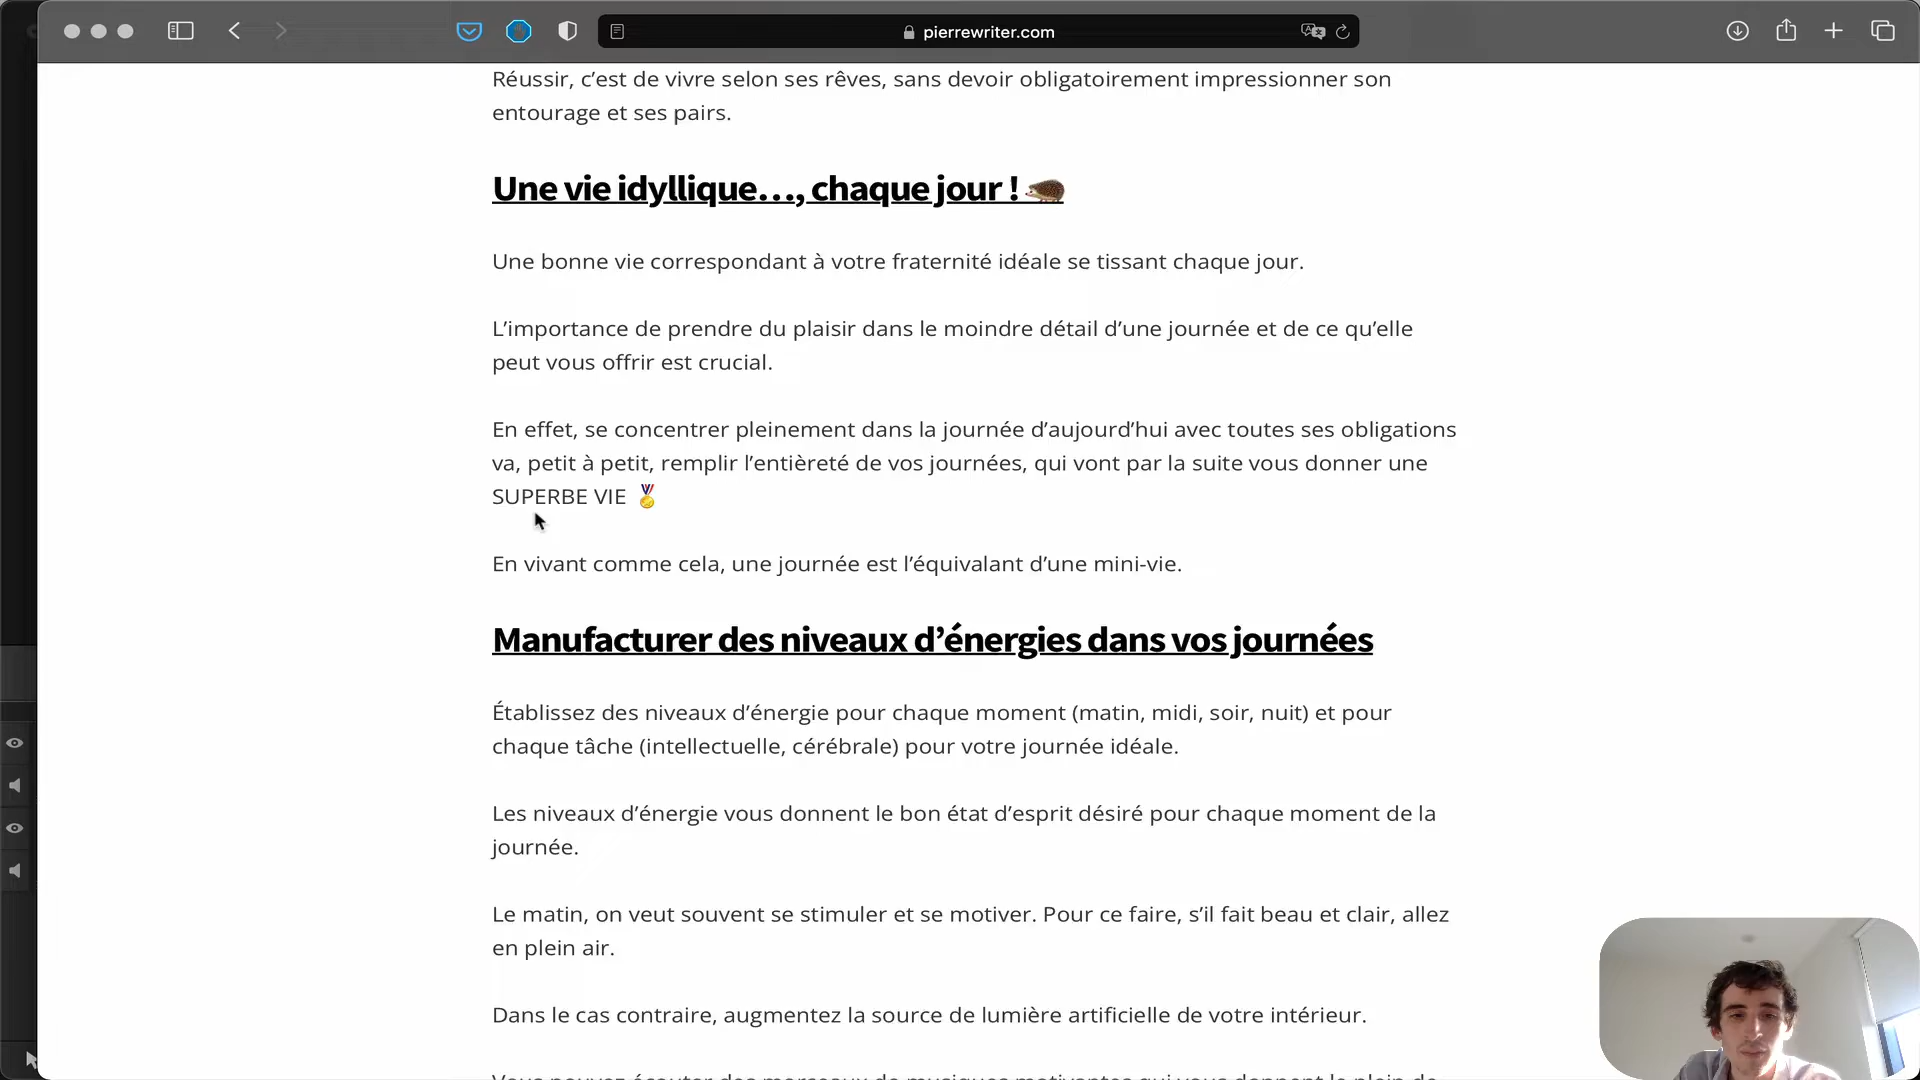 pierrewriter.com
Réussir, c’est de vivre selon ses rêves, sans devoir obligatoirement impressionner son
entourage et ses pairs.
Une vie idyllique…, chaque jour ! 🦔
Une bonne vie correspondant à votre fraternité idéale se tissant chaque jour.
L’importance de prendre du plaisir dans le moindre détail d’une journée et de ce qu’elle
peut vous offrir est crucial.
En effet, se concentrer pleinement dans la journée d’aujourd’hui avec toutes ses obligations
va, petit à petit, remplir l’entièreté de vos journées, qui vont par la suite vous donner une
SUPERBE VIE 🏅
En vivant comme cela, une journée est l’équivalant d’une mini-vie.
Manufacturer des niveaux d’énergies dans vos journées
Établissez des niveaux d’énergie pour chaque moment (matin, midi, soir, nuit) et pour
chaque tâche (intellectuelle, cérébrale) pour votre journée idéale.
Les niveaux d’énergie vous donnent le bon état d’esprit désiré pour chaque moment de la
journée.
Le matin, on veut souvent se stimuler et se motiver. Pour ce faire, s’il fait beau et clair, allez
en plein air.
Dans le cas contraire, augmentez la source de lumière artificielle de votre intérieur.